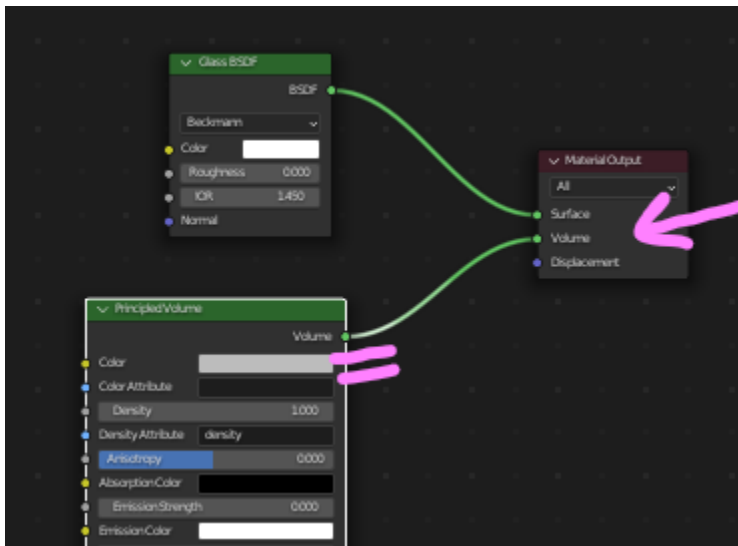 Glass BSDF
BSDF
Beckmann
Color
Roughness 0.000
IOR 1.450
Normal
Material Output
All
Surface
Volume
Displacement
Principled Volume
Volume
Color
Color Attribute
Density 1.000
Density Attribute density
Anisotropy 0.000
Absorption Color
Emission Strength 0.000
Emission Color